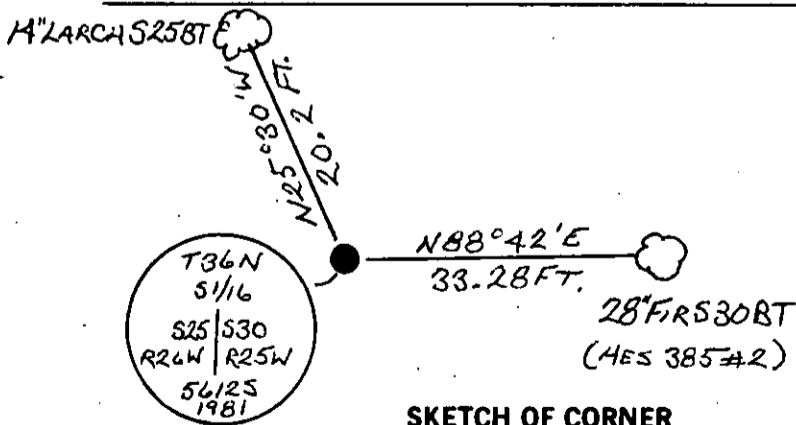 14"LARCH S25BT
N25°30'W
20.2 FT.
N88°42'E
33.28FT.
28"FIR S30BT
(HES 385#2)
T36N
S1/16
S25|S30
R26W|R25W
5612S
1981
SKETCH OF CORNER